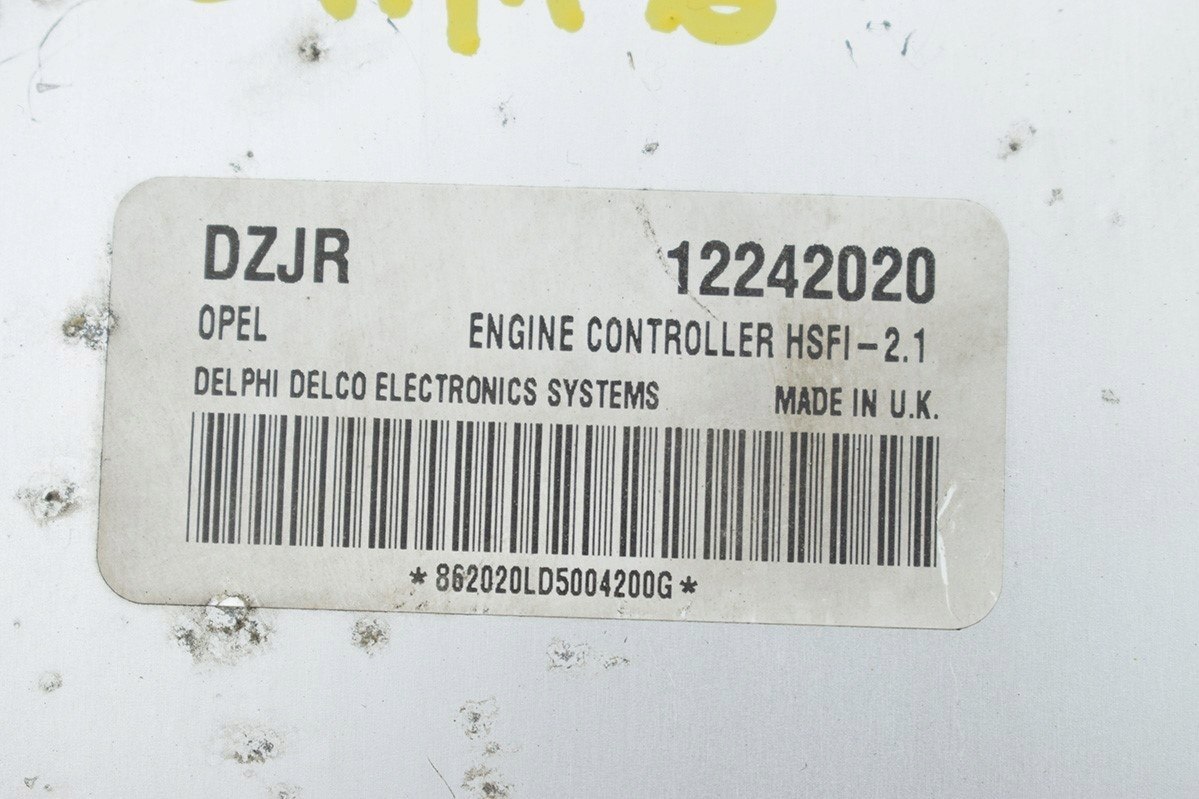 DZJR 12242020
OPEL ENGINE CONTROLLER HSFI-2.1
DELPHI DELCO ELECTRONICS SYSTEMS MADE IN U.K.
*862020LD5004200G*